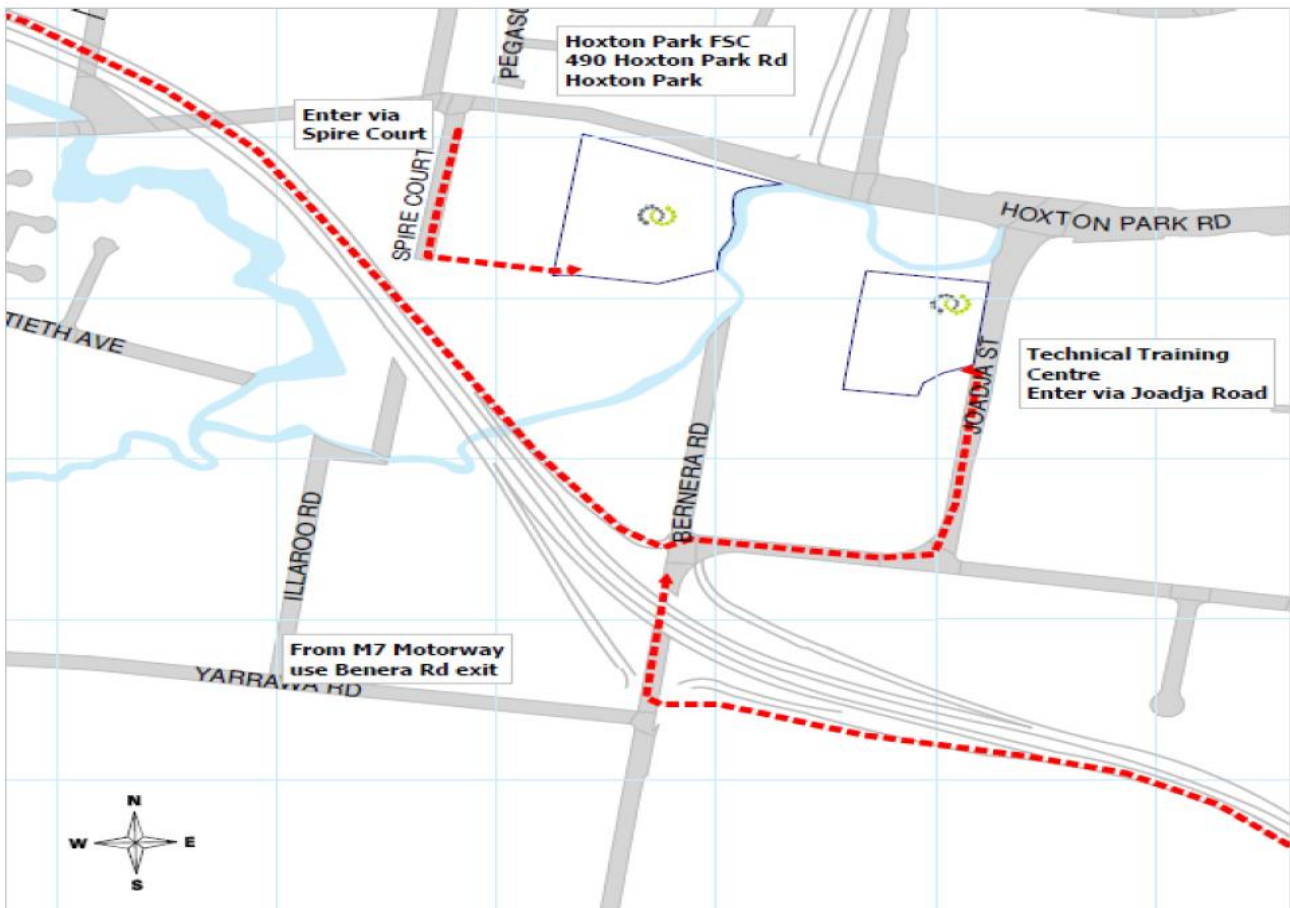 PEGASU
Hoxton Park FSC
490 Hoxton Park Rd
Hoxton Park
Enter via
Spire Court
SPIRE COURT
HOXTON PARK RD
TIETH AVE
JOADJA ST
Technical Training
Centre
Enter via Joadja Road
BERNERA RD
ILLAROO RD
From M7 Motorway
use Benera Rd exit
YARRAWA RD
N
W
E
S